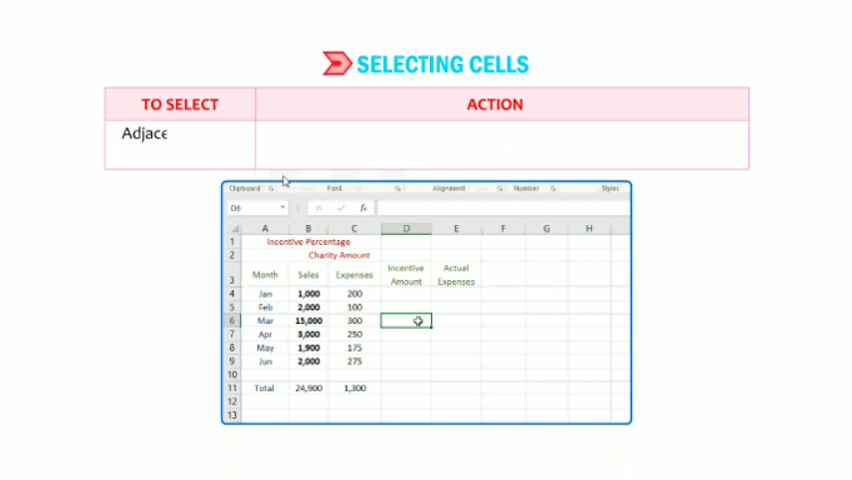 SELECTING CELLS
TO SELECT ACTION
Adjace
Clipboard Font Alignment Number Styles
D6 fx
A B C D E F G H
1 Incentive Percentage
2 Charity Amount
3 Month Sales Expenses Incentive Amount Actual Expenses
4 Jan 1,000 200
5 Feb 2,000 100
6 Mar 15,000 300
7 Apr 3,000 250
8 May 1,900 175
9 Jun 2,000 275
10
11 Total 24,900 1,300
12
13